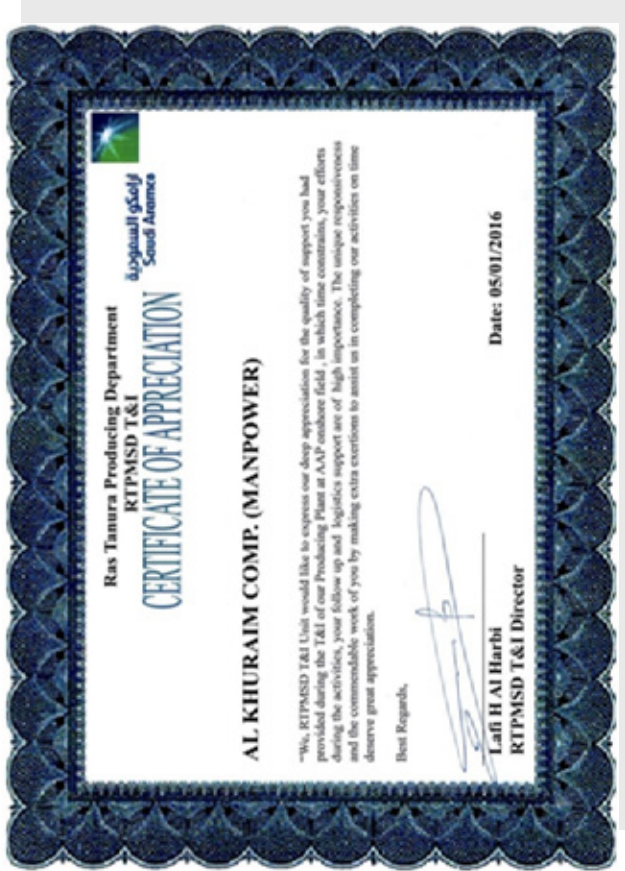 Ras Tanura Producing Department
RTPMSD T&I
أرامكو السعودية
Saudi Aramco
CERTIFICATE OF APPRECIATION
AL KHURAIM COMP. (MANPOWER)
"We, RTPMSD T&I Unit would like to express our deep appreciation for the quality of support you had
provided during the T&I of our Producing Plant at AAP onshore field , in which time constrains, your efforts
during the activities, your follow up and logistics support are of high importance. The unique responsiveness
and the commendable work of you by making extra exertions to assist us in completing our activities on time
deserve great appreciation.
Best Regards,
Lafi H Al Harbi
RTPMSD T&I Director
Date: 05/01/2016